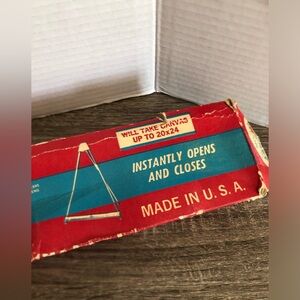 WILL TAKE CANVAS
UP TO 20x24
INSTANTLY OPENS
AND CLOSES
MADE IN U. S. A.